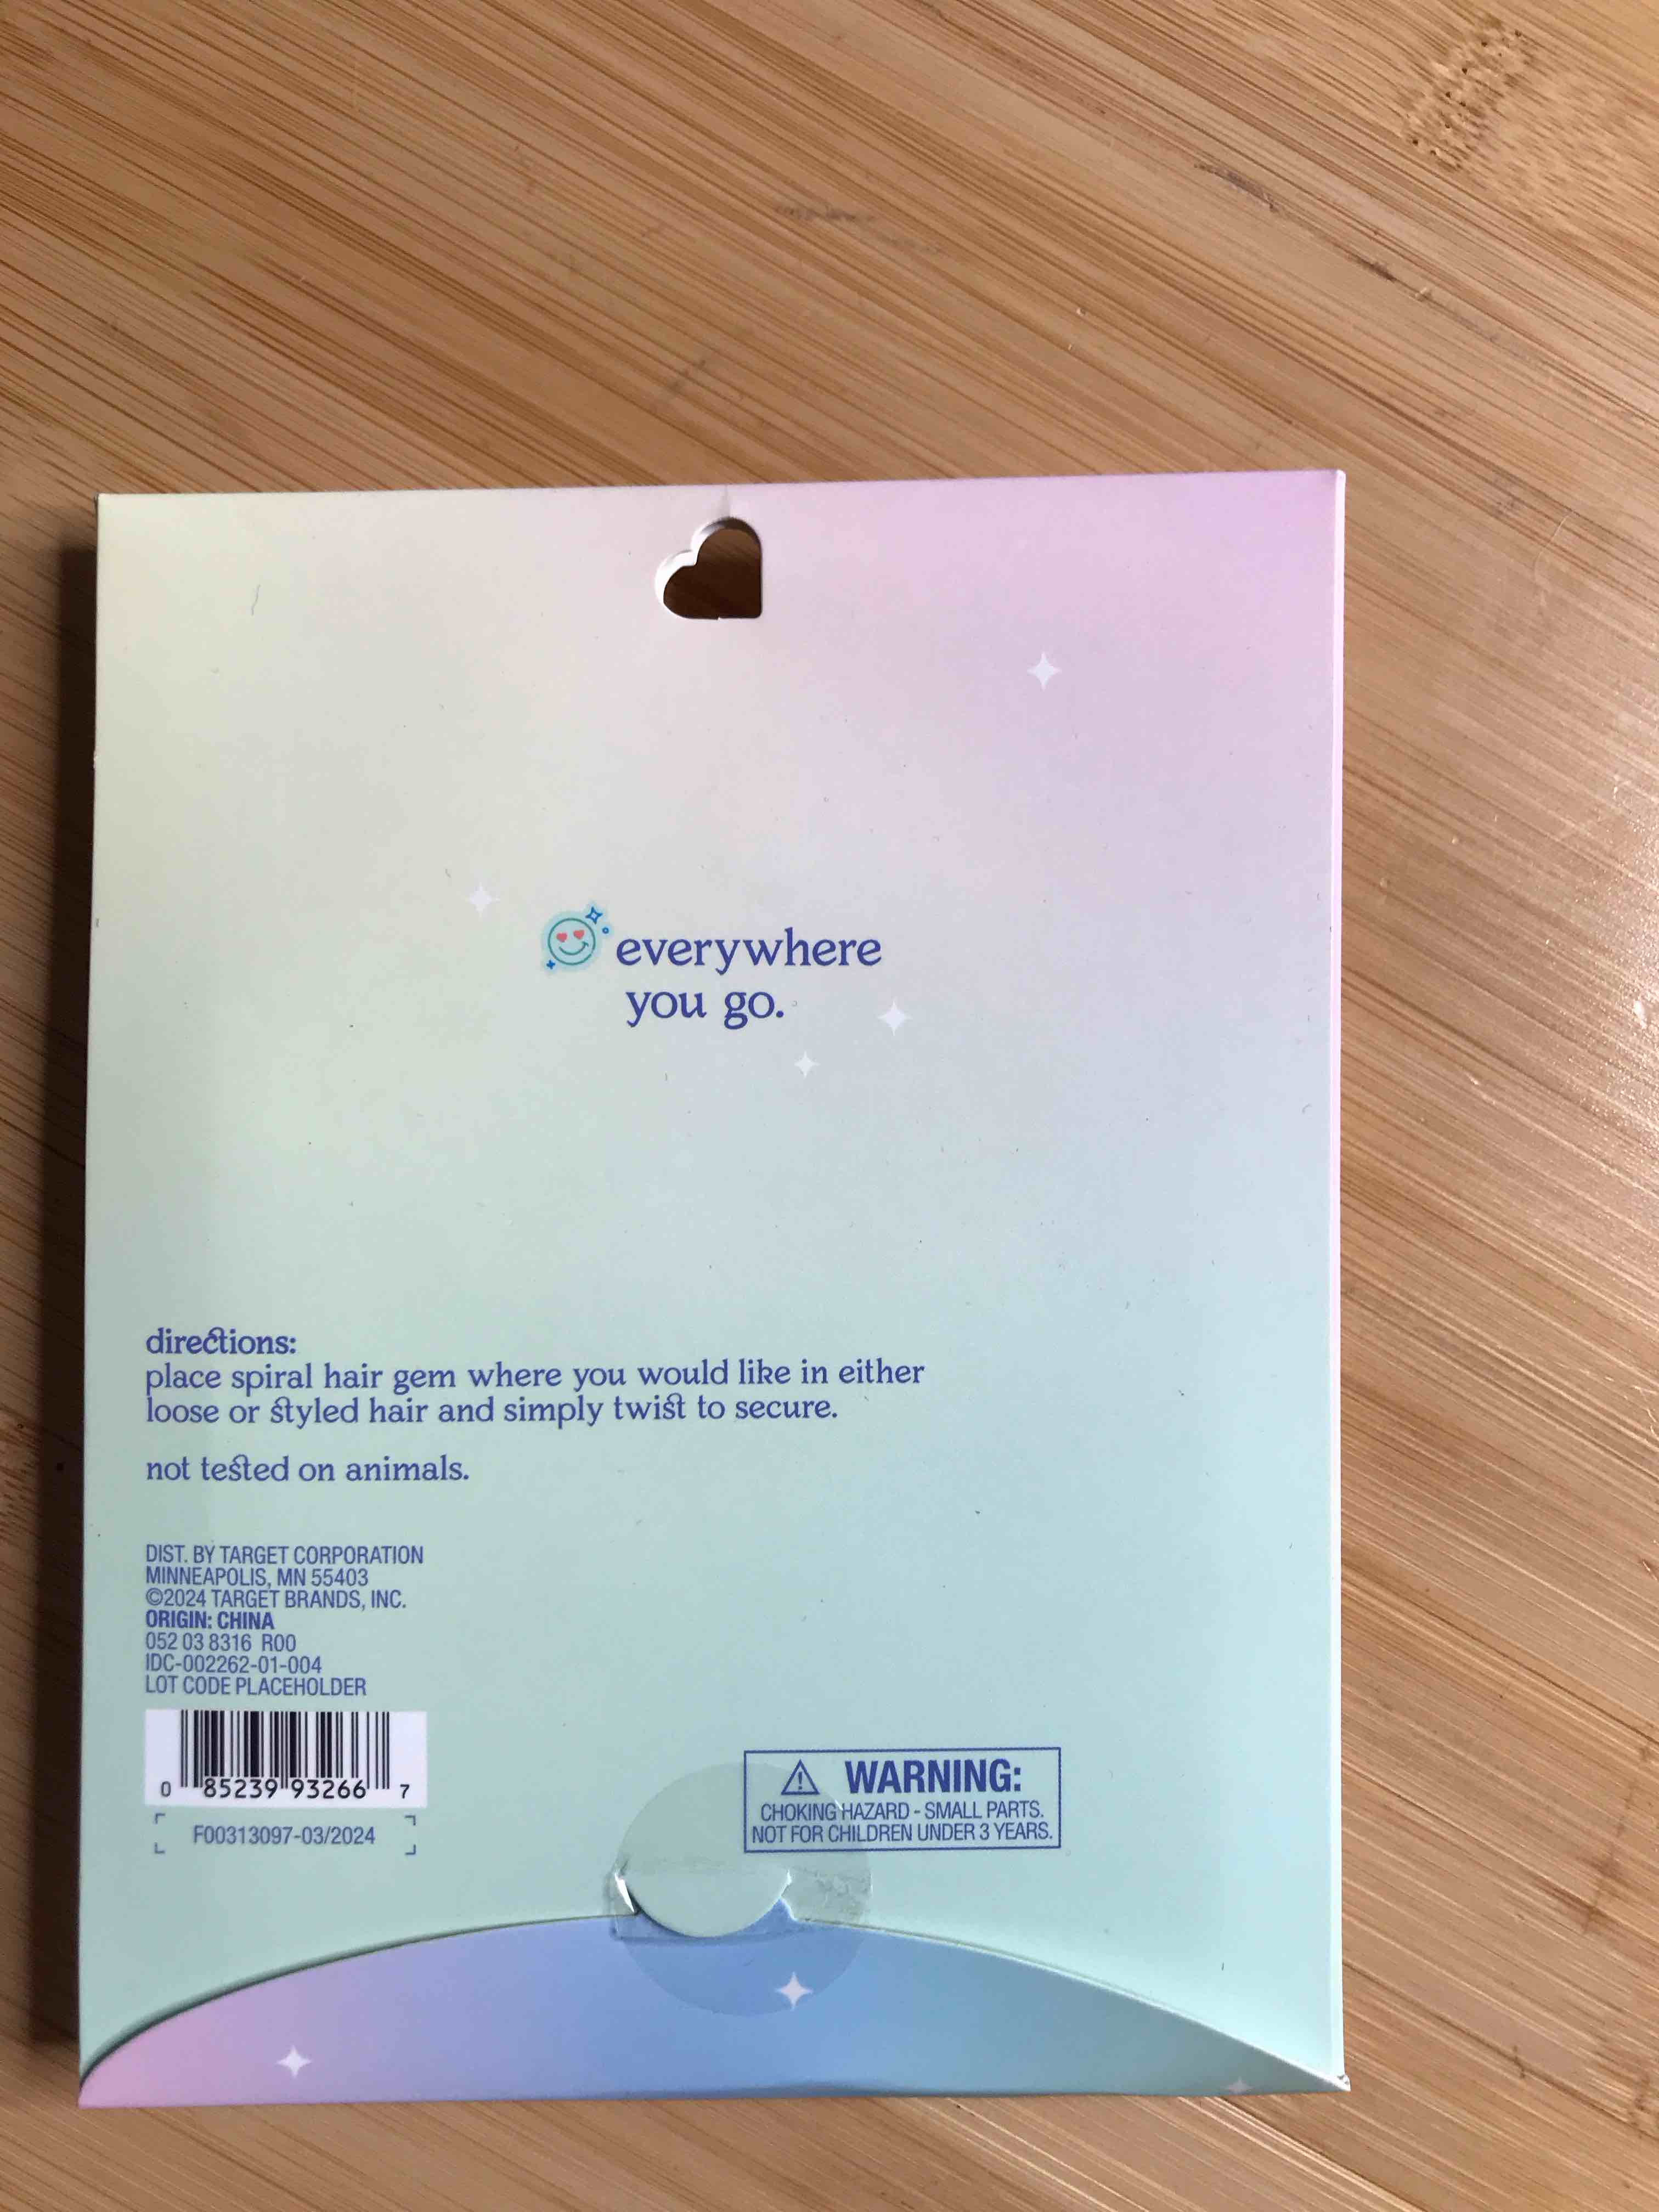 everywhere
you go.
directions:
place spiral hair gem where you would like in either
loose or styled hair and simply twist to secure.
not tested on animals.
DIST. BY TARGET CORPORATION
MINNEAPOLIS, MN 55403
©2024 TARGET BRANDS, INC.
ORIGIN: CHINA
052 03 8316 R00
IDC-002262-01-004
LOT CODE PLACEHOLDER
0 85239 93266 7
F00313097-03/2024
WARNING:
CHOKING HAZARD - SMALL PARTS.
NOT FOR CHILDREN UNDER 3 YEARS.